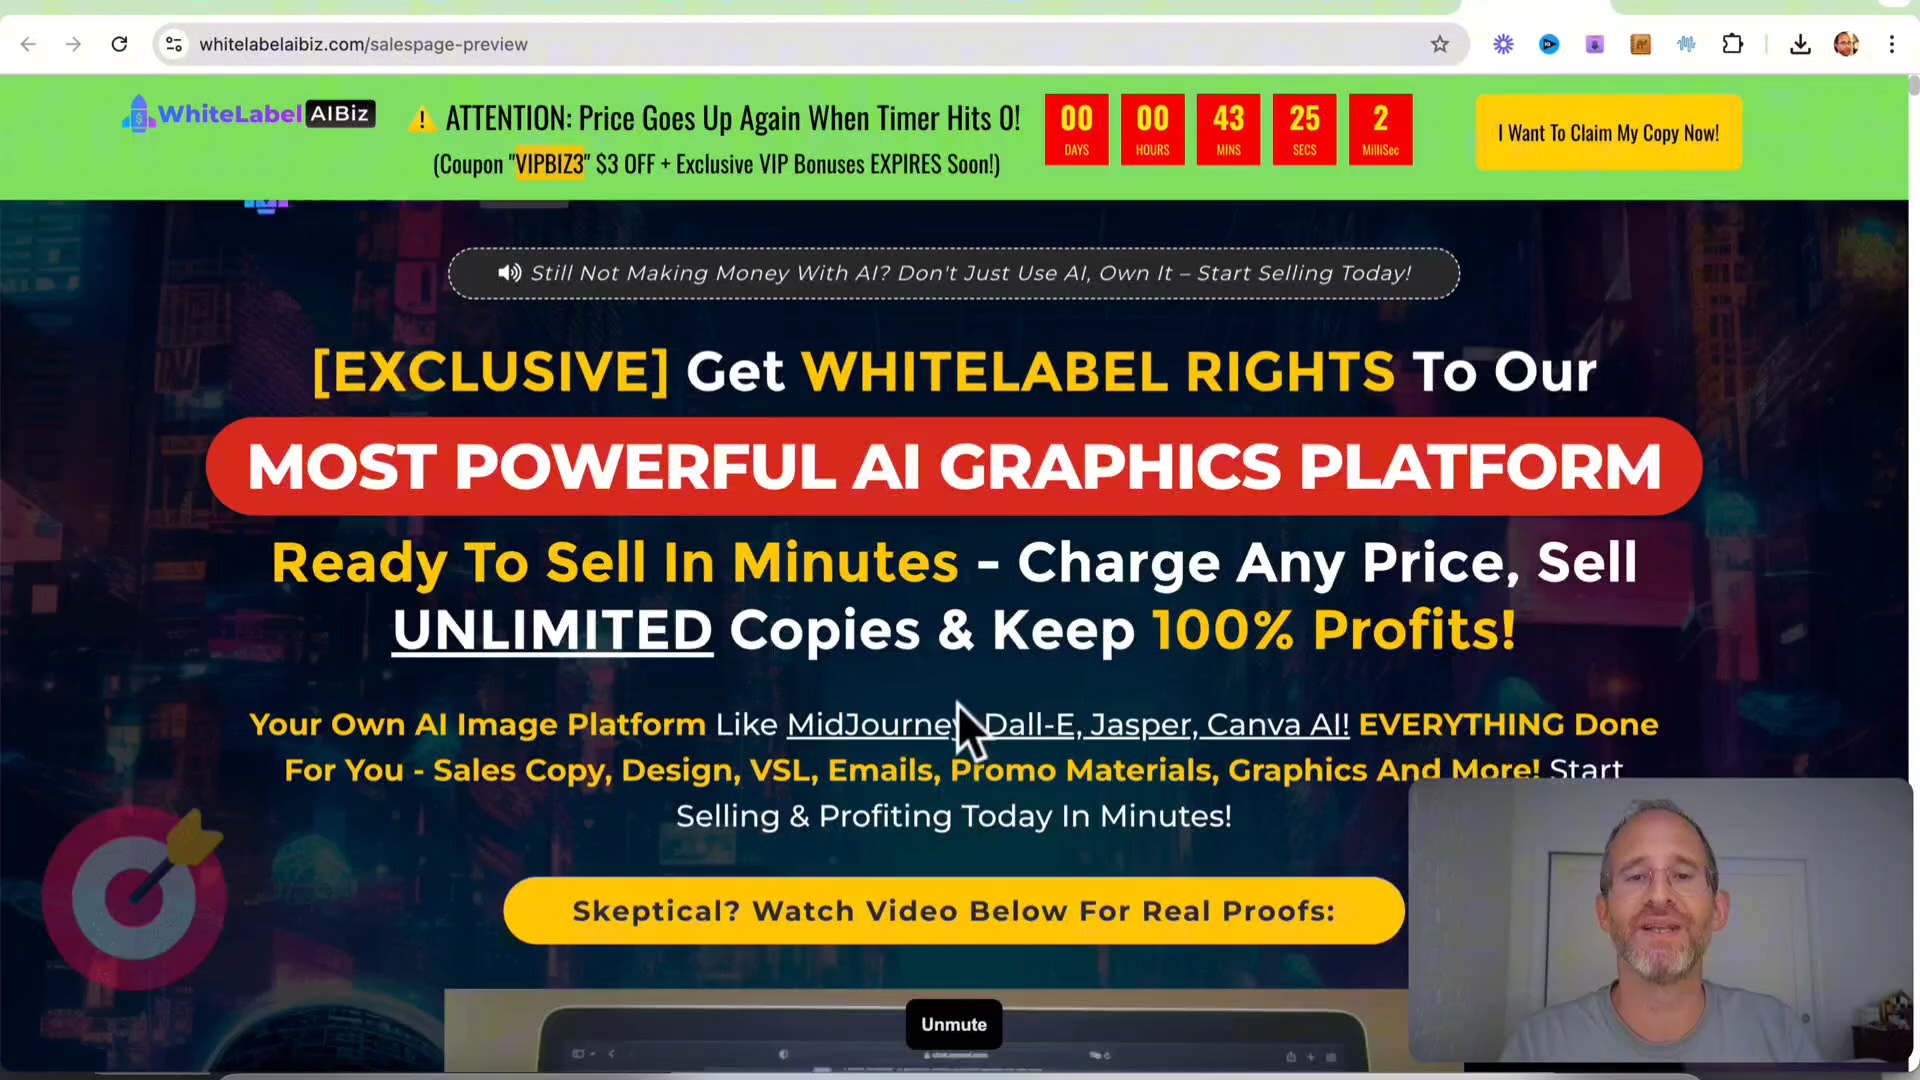 whitelabelaibiz.com/salespage-preview
WhiteLabel AIBiz
⚠️ ATTENTION: Price Goes Up Again When Timer Hits 0!
(Coupon "VIPBIZ3" $3 OFF + Exclusive VIP Bonuses EXPIRES Soon!)
00 00 43 25 2
DAYS HOURS MINS SECS MilliSec
I Want To Claim My Copy Now!
Still Not Making Money With AI? Don't Just Use AI, Own It – Start Selling Today!
[EXCLUSIVE] Get WHITELABEL RIGHTS To Our
MOST POWERFUL AI GRAPHICS PLATFORM
Ready To Sell In Minutes - Charge Any Price, Sell
UNLIMITED Copies & Keep 100% Profits!
Your Own AI Image Platform Like MidJourney, Dall-E, Jasper, Canva AI! EVERYTHING Done
For You - Sales Copy, Design, VSL, Emails, Promo Materials, Graphics And More! Start
Selling & Profiting Today In Minutes!
Skeptical? Watch Video Below For Real Proofs:
Unmute